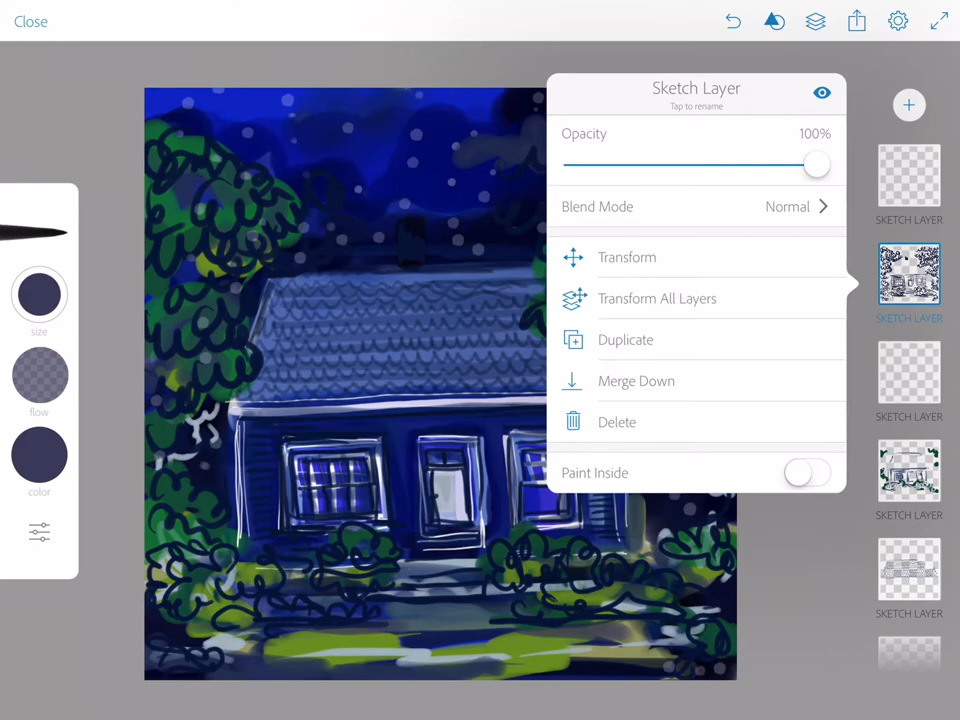 Close
Sketch Layer
Tap to rename
Opacity 100%
Blend Mode Normal
Transform
Transform All Layers
Duplicate
Merge Down
Delete
Paint Inside
size
flow
color
SKETCH LAYER
SKETCH LAYER
SKETCH LAYER
SKETCH LAYER
SKETCH LAYER